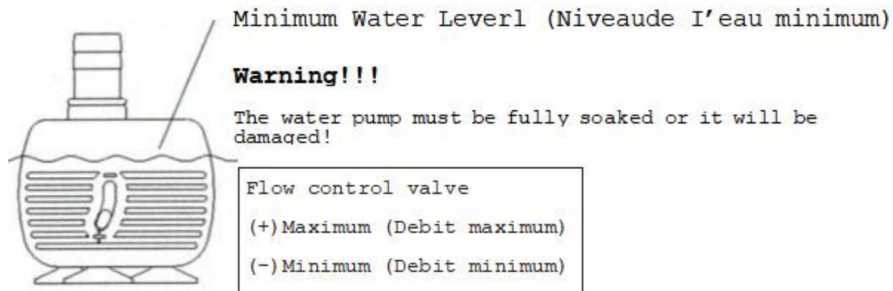 Minimum Water Leverl (Niveaude I'eau minimum)
Warning!!!
The water pump must be fully soaked or it will be
damaged!
Flow control valve
(+)Maximum (Debit maximum)
(-)Minimum (Debit minimum)